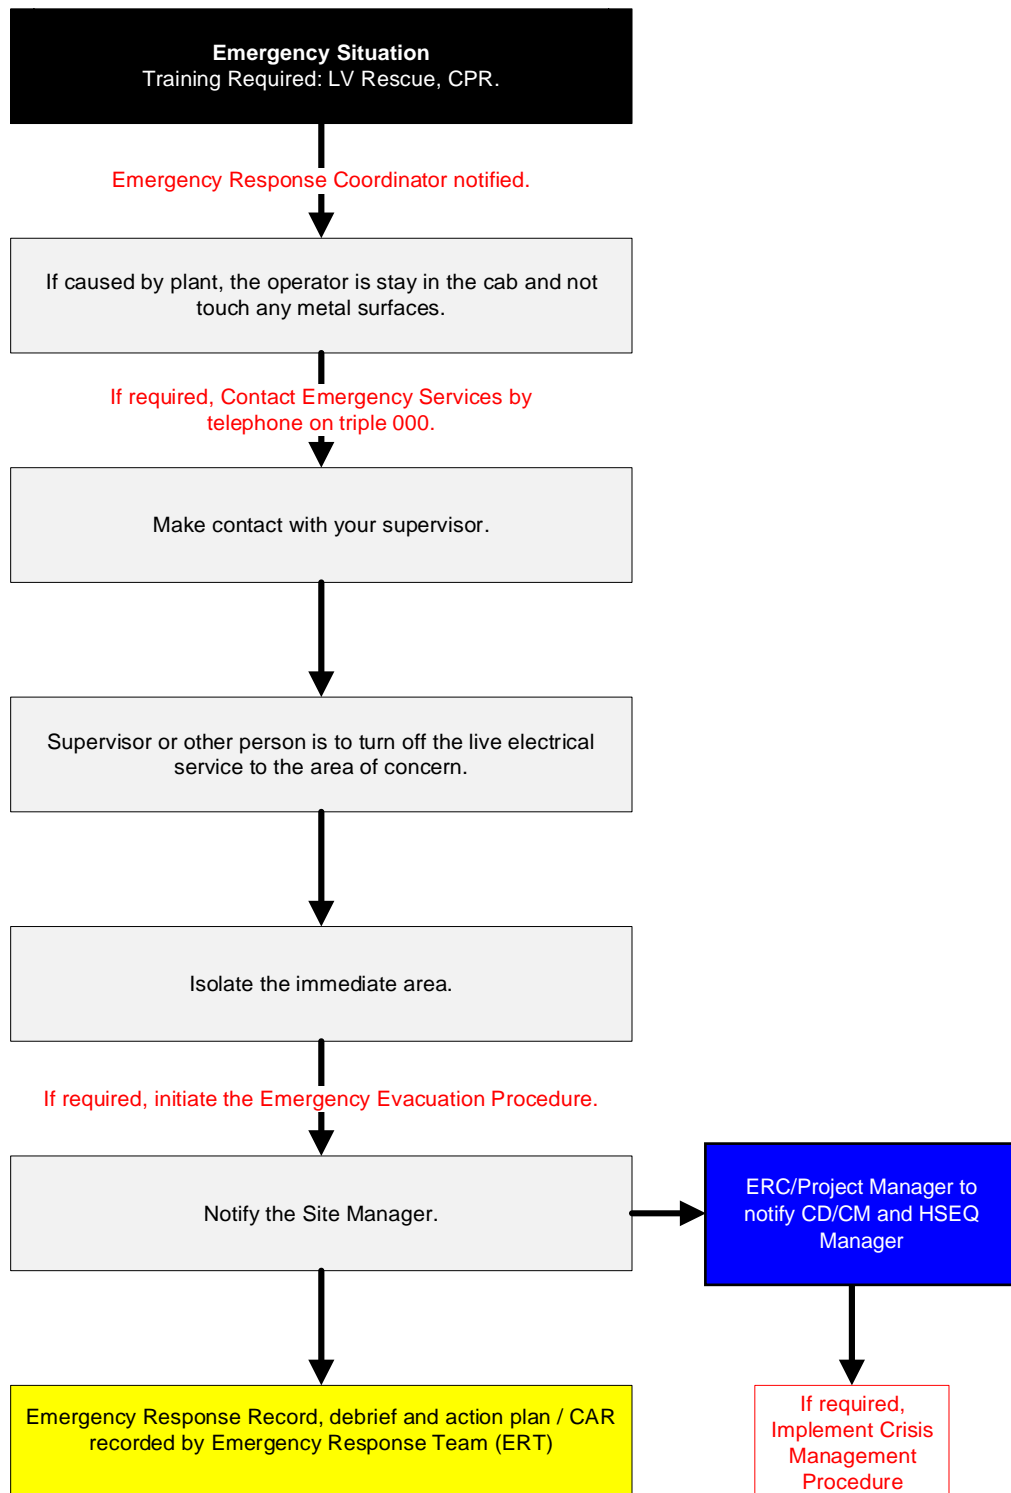 Emergency Situation
Training Required: LV Rescue, CPR.
Emergency Response Coordinator notified.
If caused by plant, the operator is stay in the cab and not
touch any metal surfaces.
If required, Contact Emergency Services by
telephone on triple 000.
Make contact with your supervisor.
Supervisor or other person is to turn off the live electrical
service to the area of concern.
Isolate the immediate area.
If required, initiate the Emergency Evacuation Procedure.
Notify the Site Manager.
ERC/Project Manager to
notify CD/CM and HSEQ
Manager
Emergency Response Record, debrief and action plan / CAR
recorded by Emergency Response Team (ERT)
If required,
Implement Crisis
Management
Procedure